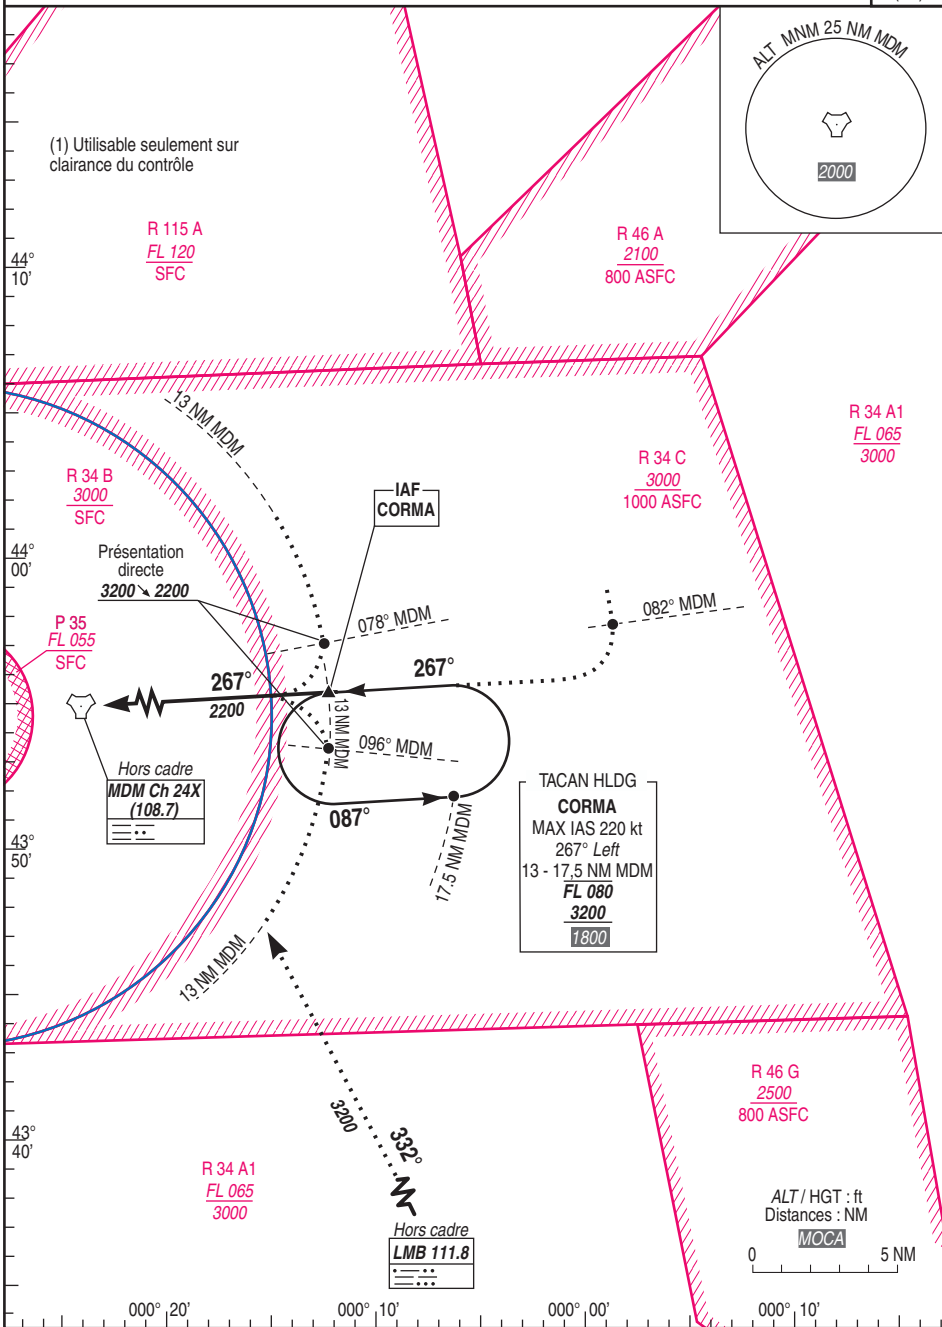 ALT MNM 25 NM MDM
2000
(1) Utilisable seulement sur
clairance du contrôle
R 115 A
FL 120
SFC
R 46 A
2100
800 ASFC
44°
10'
13 NM MDM
R 34 A1
FL 065
3000
R 34 B
3000
SFC
R 34 C
3000
1000 ASFC
IAF
CORMA
44°
00'
Présentation
directe
3200 2200
078° MDM
082° MDM
P 35
FL 055
SFC
267°
2200
267°
13 NM MDM
096° MDM
Hors cadre
MDM Ch 24X
(108.7)
087°
17.5 NM MDM
TACAN HLDG
CORMA
MAX IAS 220 kt
267° Left
13 - 17,5 NM MDM
FL 080
3200
1800
43°
50'
13 NM MDM
R 46 G
2500
800 ASFC
3200
332°
43°
40'
R 34 A1
FL 065
3000
Hors cadre
LMB 111.8
ALT / HGT : ft
Distances : NM
MOCA
0 5 NM
000° 20' 000° 10' 000° 00' 000° 10'